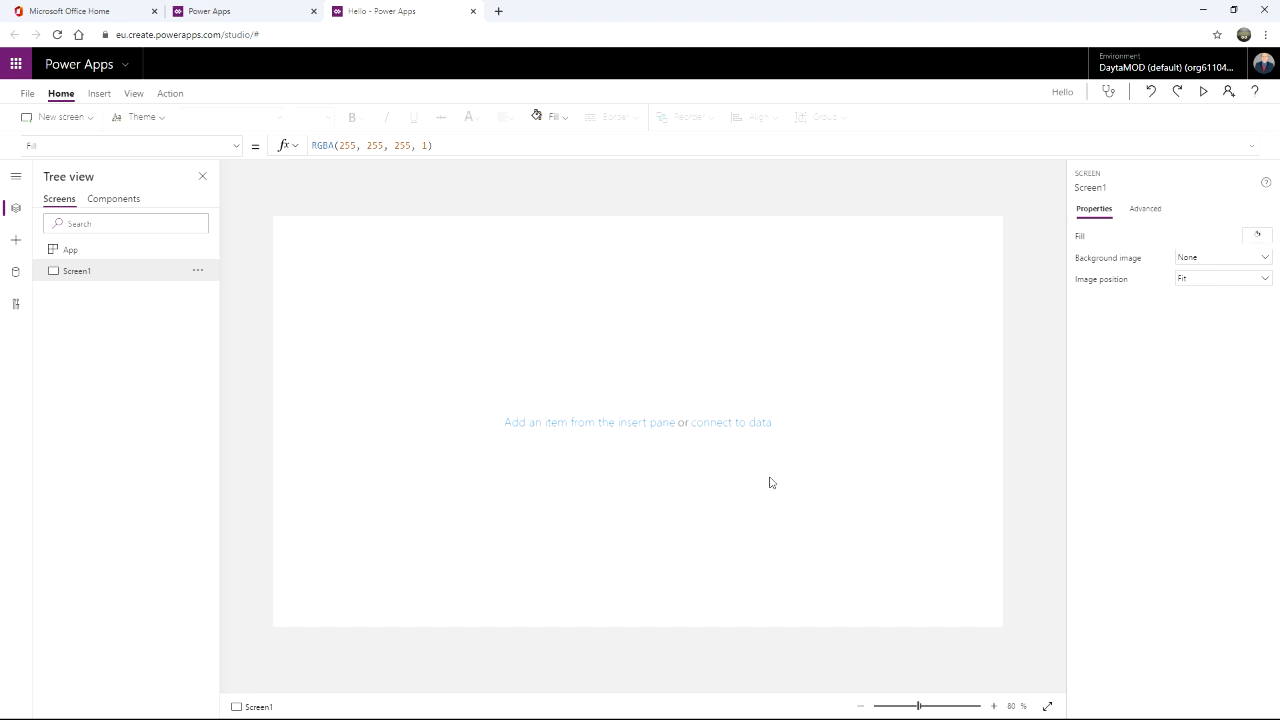 Microsoft Office Home
Power Apps
Hello - Power Apps
eu.create.powerapps.com/studio/#
Power Apps
Environment
DaytaMOD (default) (org61104...
File
Home
Insert
View
Action
Hello
New screen
Theme
B
I
U
abc
A
Fill
Border
Reorder
Align
Group
Fill
=
fx
RGBA(255, 255, 255, 1)
Tree view
Screens
Components
Search
App
Screen1
Add an item from the insert pane or connect to data
SCREEN
Screen1
Properties
Advanced
Fill
Background image
None
Image position
Fit
Screen1
80 %